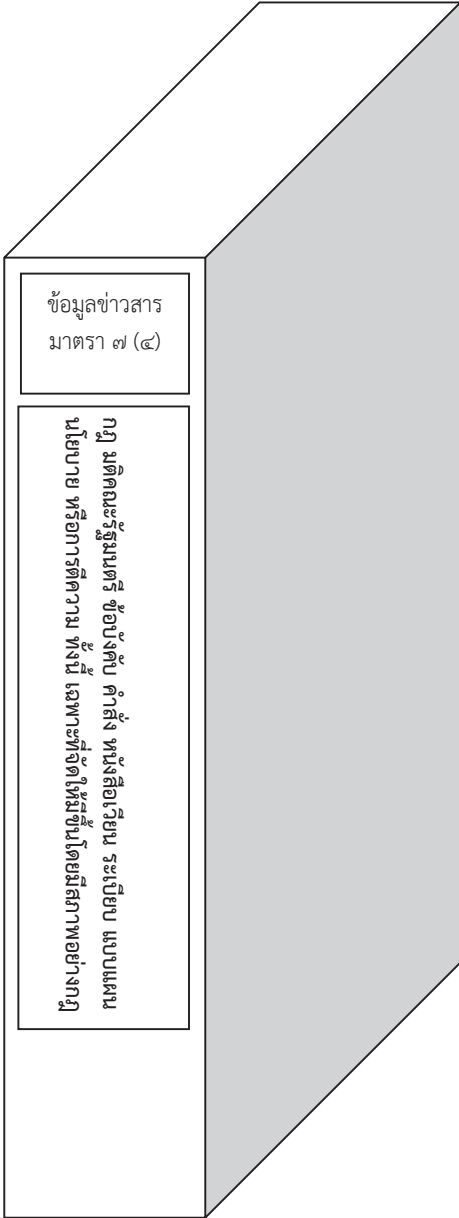 ข้อมูลข่าวสาร
มาตรา ๗ (๔)
กฎ มติคณะรัฐมนตรี ข้อบังคับ คำสั่ง หนังสือเวียน ระเบียบ แบบแผน
นโยบาย หรือการตีความ ทั้งนี้ เฉพาะที่จัดให้มีขึ้นโดยมีสภาพอย่างกฎ